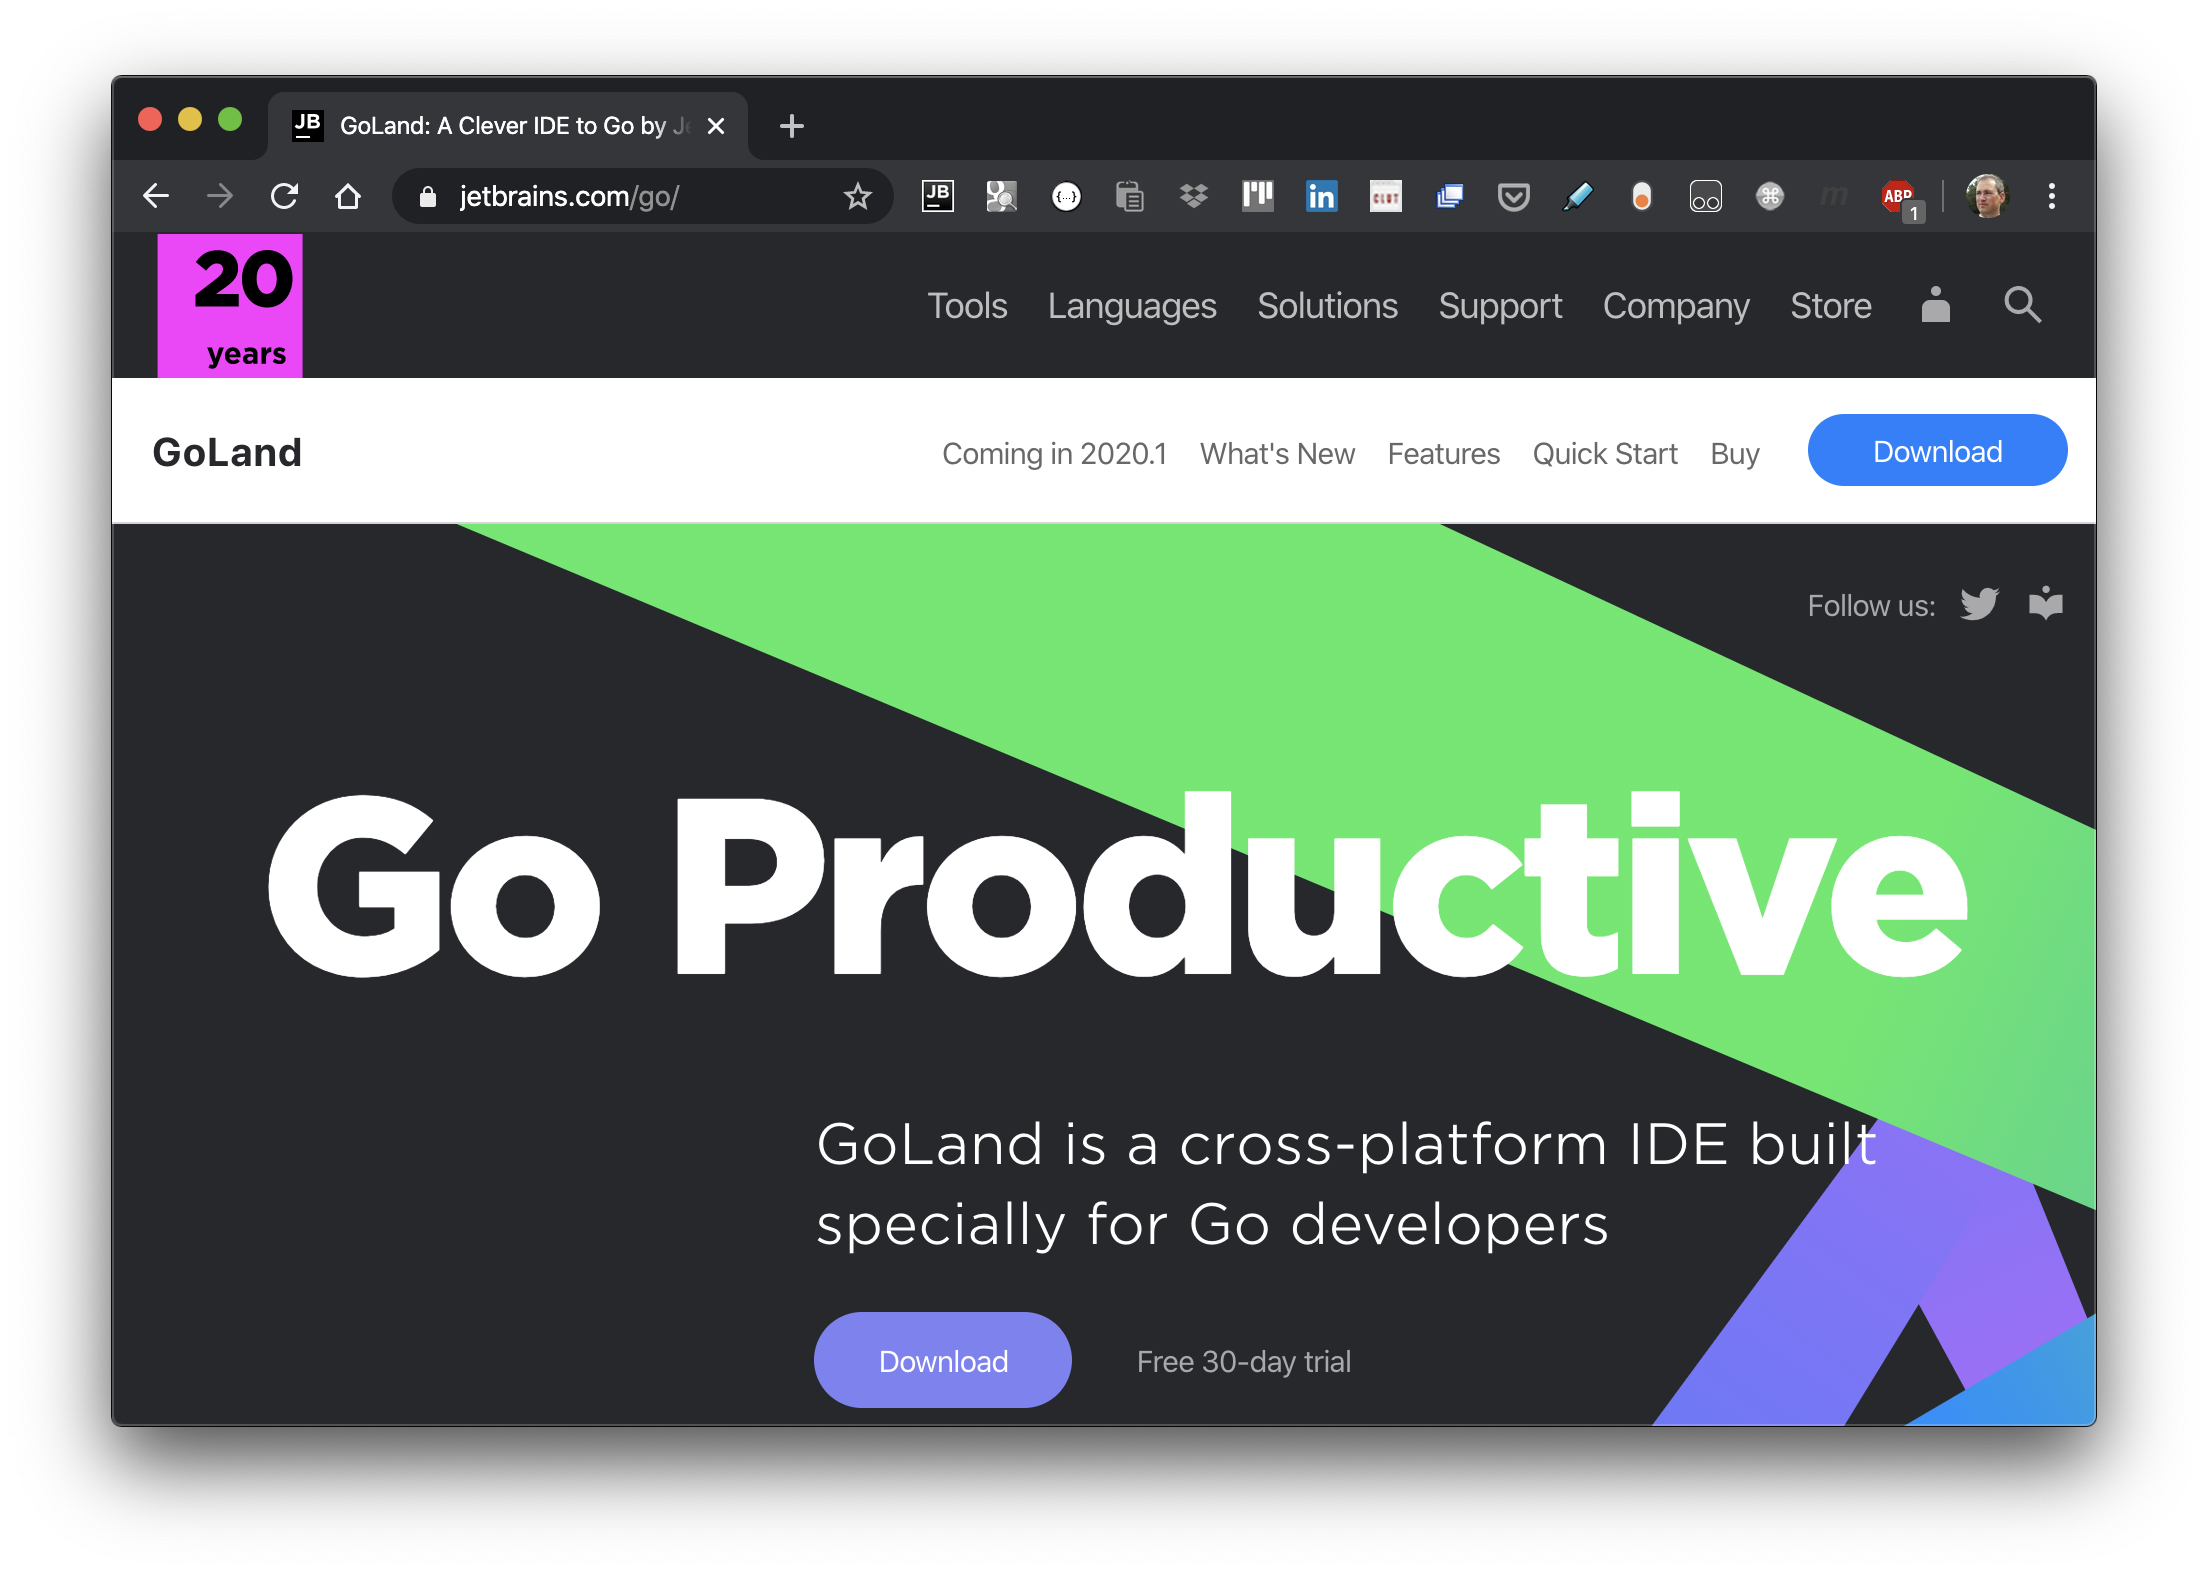 JB GoLand: A Clever IDE to Go by
jetbrains.com/go/
JB
{...}
in
CLUT
m
ABP
1
20
years
Tools Languages Solutions Support Company Store
GoLand
Coming in 2020.1 What's New Features Quick Start Buy Download
Follow us:
Go Productive
GoLand is a cross-platform IDE built
specially for Go developers
Download Free 30-day trial